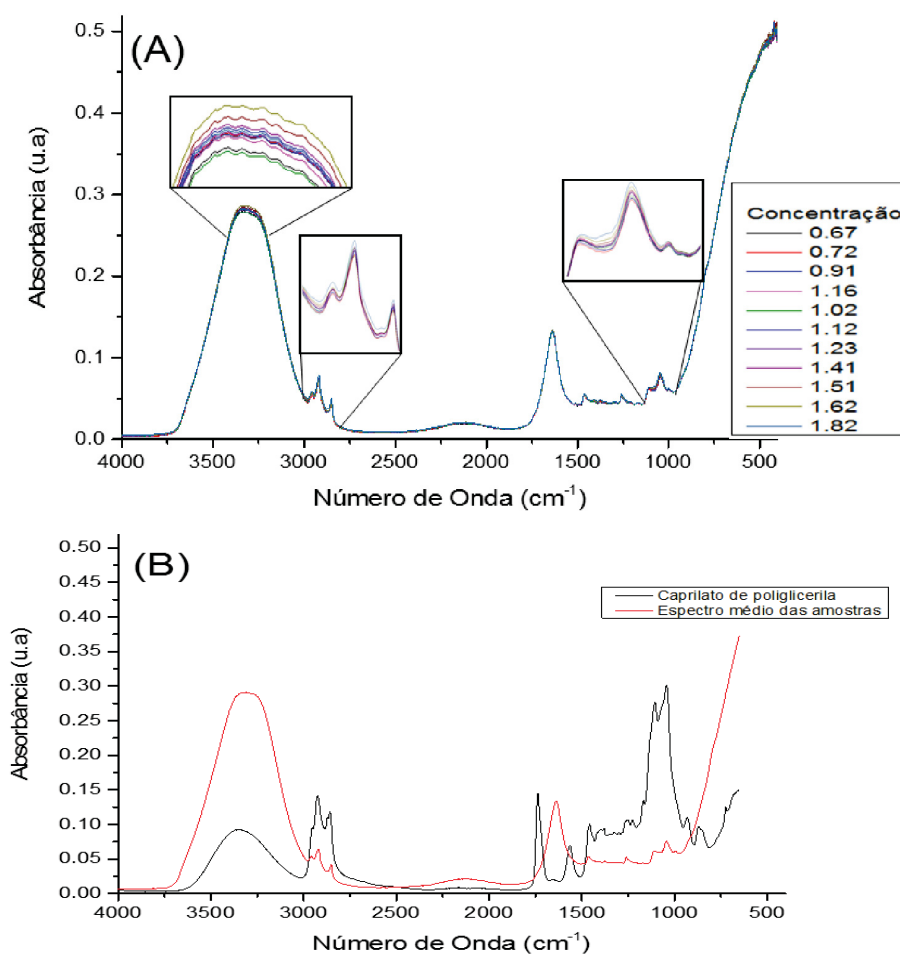 (A)
0.5
0.4
0.3
0.2
0.1
0.0
Absorbância (u.a)
4000 3500 3000 2500 2000 1500 1000 500
Número de Onda (cm-1)
Concentração
0.67
0.72
0.91
1.16
1.02
1.12
1.23
1.41
1.51
1.62
1.82
(B)
0.50
0.45
0.40
0.35
0.30
0.25
0.20
0.15
0.10
0.05
0.00
Absorbância (u.a)
Caprilato de poliglicerila
Espectro médio das amostras
4000 3500 3000 2500 2000 1500 1000 500
Número de Onda (cm-1)